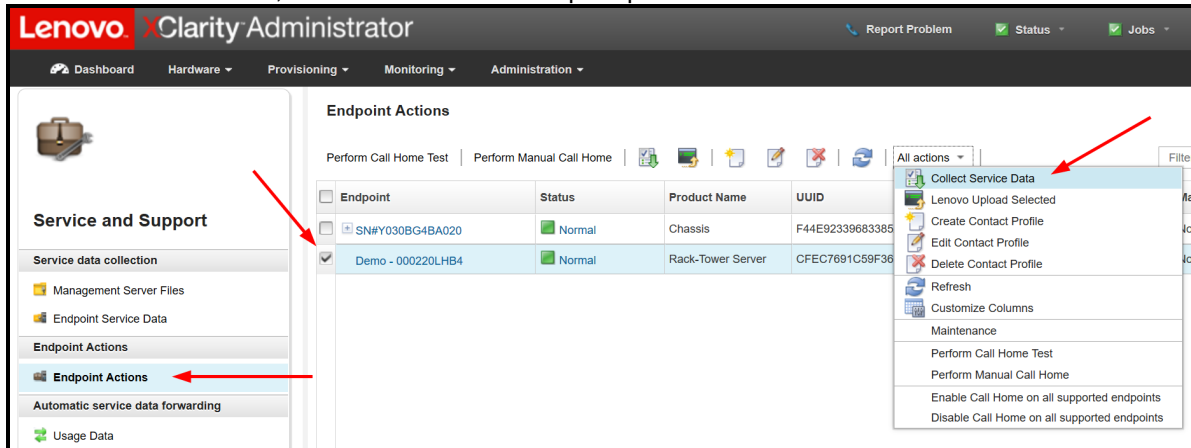 Lenovo. XClarity Administrator Report Problem Status Jobs
Dashboard Hardware Provisioning Monitoring Administration
Endpoint Actions
Perform Call Home Test | Perform Manual Call Home | All actions Filte
Collect Service Data
Lenovo Upload Selected
Create Contact Profile
Edit Contact Profile
Delete Contact Profile
Refresh
Customize Columns
Maintenance
Perform Call Home Test
Perform Manual Call Home
Enable Call Home on all supported endpoints
Disable Call Home on all supported endpoints
Endpoint Status Product Name UUID
SN#Y030BG4BA020 Normal Chassis F44E92339683385
Demo - 000220LHB4 Normal Rack-Tower Server CFEC7691C59F36
Service and Support
Service data collection
Management Server Files
Endpoint Service Data
Endpoint Actions
Endpoint Actions
Automatic service data forwarding
Usage Data